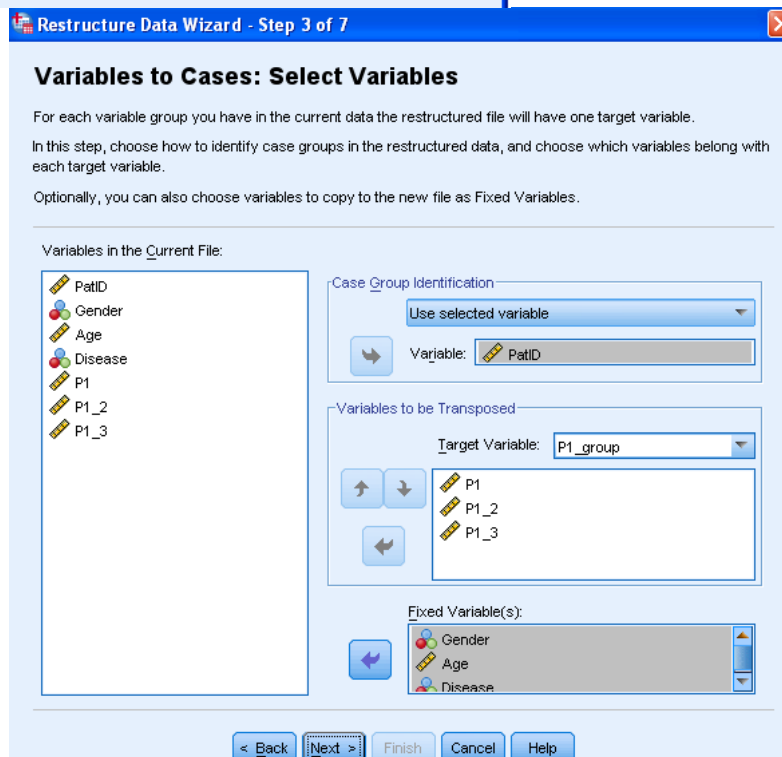 Restructure Data Wizard - Step 3 of 7
Variables to Cases: Select Variables
For each variable group you have in the current data the restructured file will have one target variable.
In this step, choose how to identify case groups in the restructured data, and choose which variables belong with
each target variable.
Optionally, you can also choose variables to copy to the new file as Fixed Variables.
Variables in the Current File:
PatID
Gender
Age
Disease
P1
P1_2
P1_3
Case Group Identification
Use selected variable
Variable: PatID
Variables to be Transposed
Target Variable: P1_group
P1
P1_2
P1_3
Fixed Variable(s):
Gender
Age
Disease
< Back Next > Finish Cancel Help